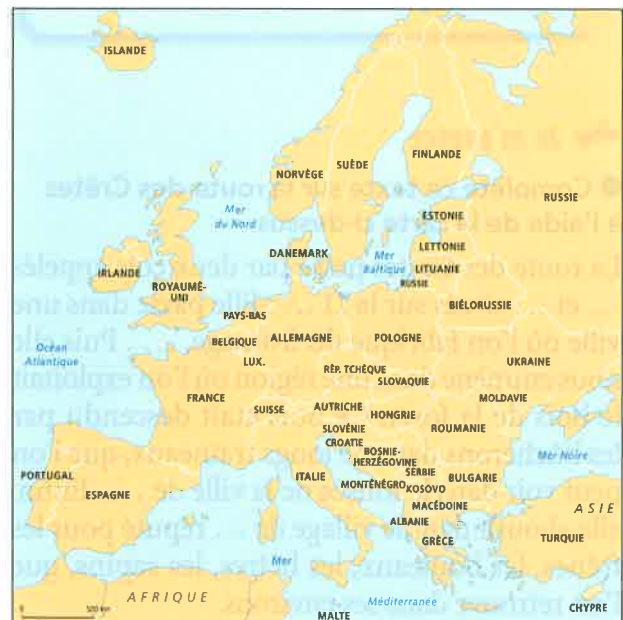 ISLANDE
FINLANDE
SUÈDE
NORVÈGE
RUSSIE
Mer
du Nord
ESTONIE
LETTONIE
DANEMARK
Mer
Baltique
LITUANIE
RUSSIE
IRLANDE
ROYAUME-
UNI
BIÉLORUSSIE
PAYS-BAS
BELGIQUE
ALLEMAGNE
POLOGNE
Océan
Atlantique
LUX.
RÉP. TCHÈQUE
UKRAINE
SLOVAQUIE
FRANCE
SUISSE
AUTRICHE
HONGRIE
MOLDAVIE
SLOVÉNIE
CROATIE
ROUMANIE
BOSNIE-
HERZÉGOVINE
Mer Noire
PORTUGAL
ESPAGNE
ITALIE
SERBIE
MONTÉNÉGRO
KOSOVO
BULGARIE
MACÉDOINE
ALBANIE
GRÈCE
ASIE
TURQUIE
Mer
Méditerranée
AFRIQUE
0 500 km
MALTE
CHYPRE